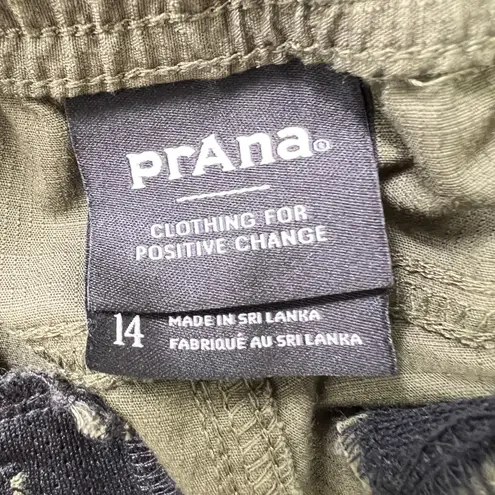 prAna®
CLOTHING FOR
POSITIVE CHANGE
14 MADE IN SRI LANKA
FABRIQUÉ AU SRI LANKA